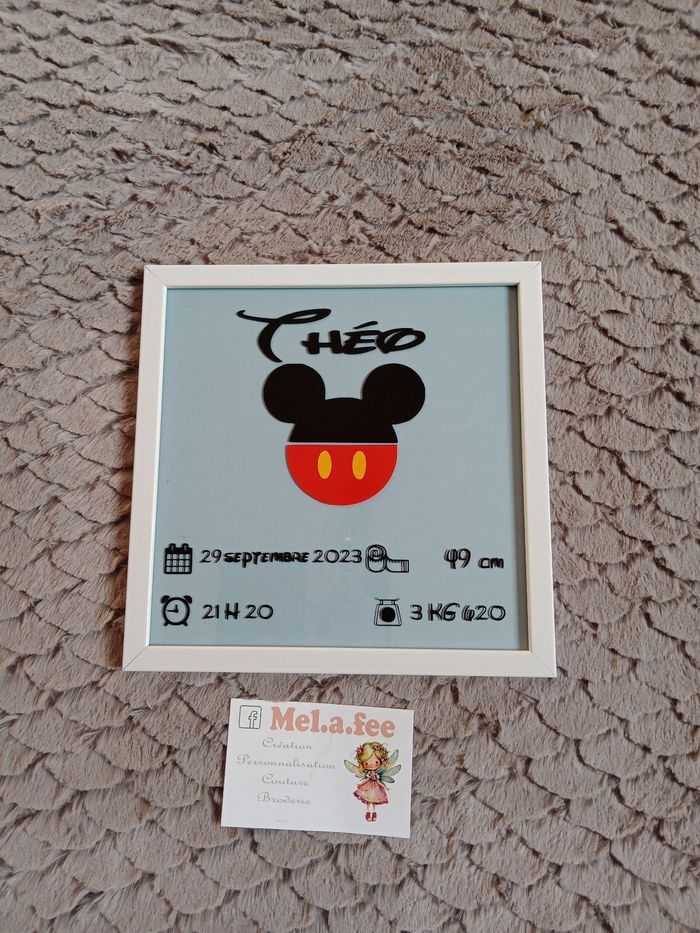 Théo
29 septembre 2023
49 cm
21 H 20
3 KG 620
f Mel.a.fee
Création
Personnalisation
Couture
Broderie
...